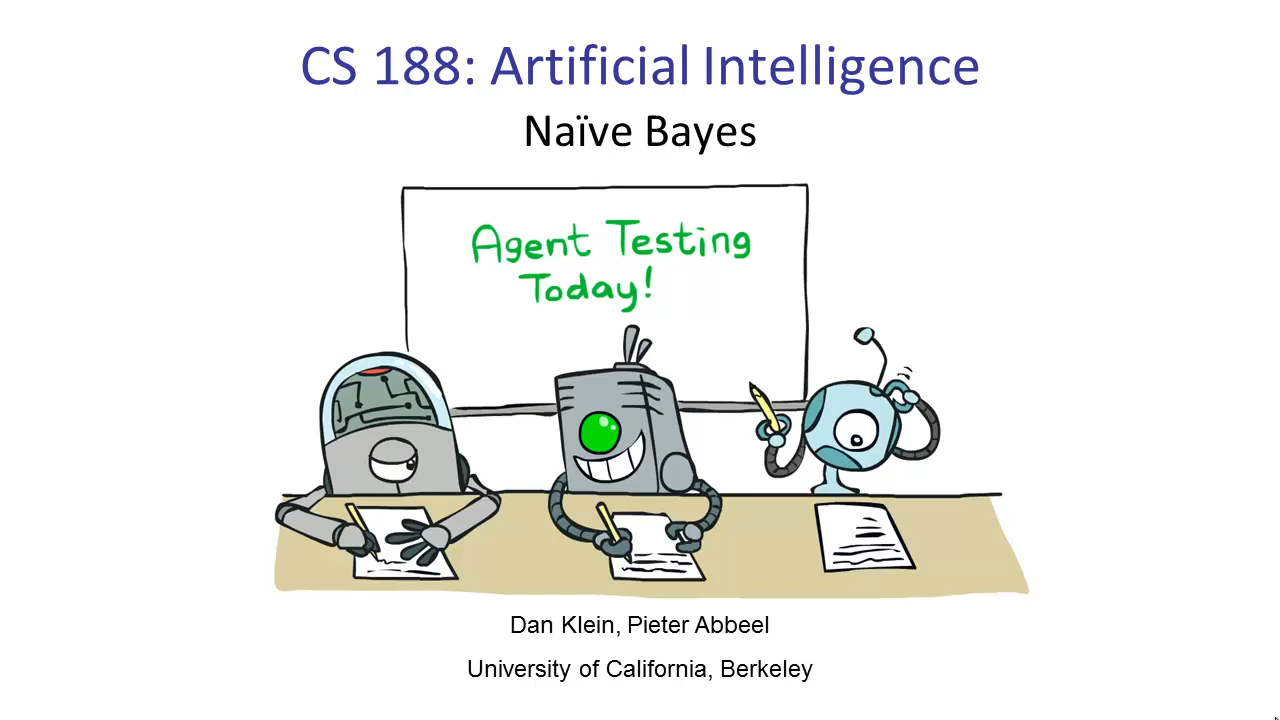 CS 188: Artificial Intelligence
Naïve Bayes
Agent Testing
Today!
Dan Klein, Pieter Abbeel
University of California, Berkeley